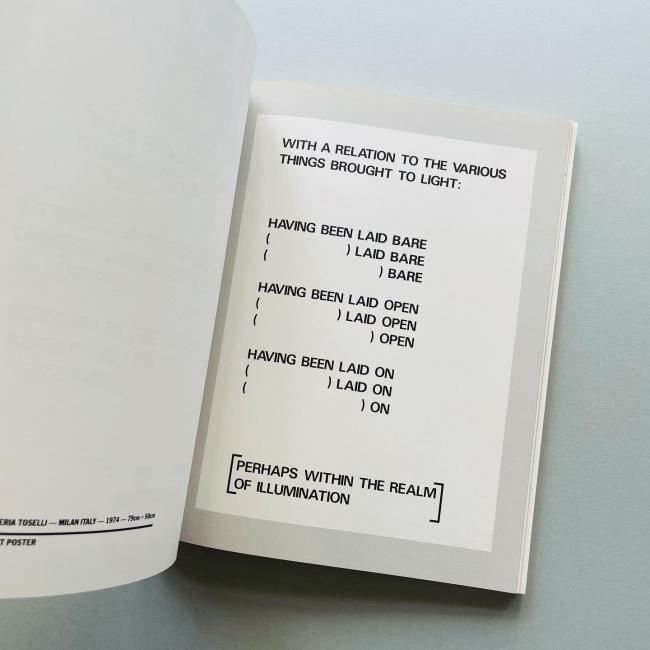 ERIA TOSELLI — MILAN ITALY — 1974 — 79cm × 50cm
T POSTER
WITH A RELATION TO THE VARIOUS
THINGS BROUGHT TO LIGHT:
HAVING BEEN LAID BARE
( ) LAID BARE
( ) BARE
HAVING BEEN LAID OPEN
( ) LAID OPEN
( ) OPEN
HAVING BEEN LAID ON
( ) LAID ON
( ) ON
[PERHAPS WITHIN THE REALM
OF ILLUMINATION]